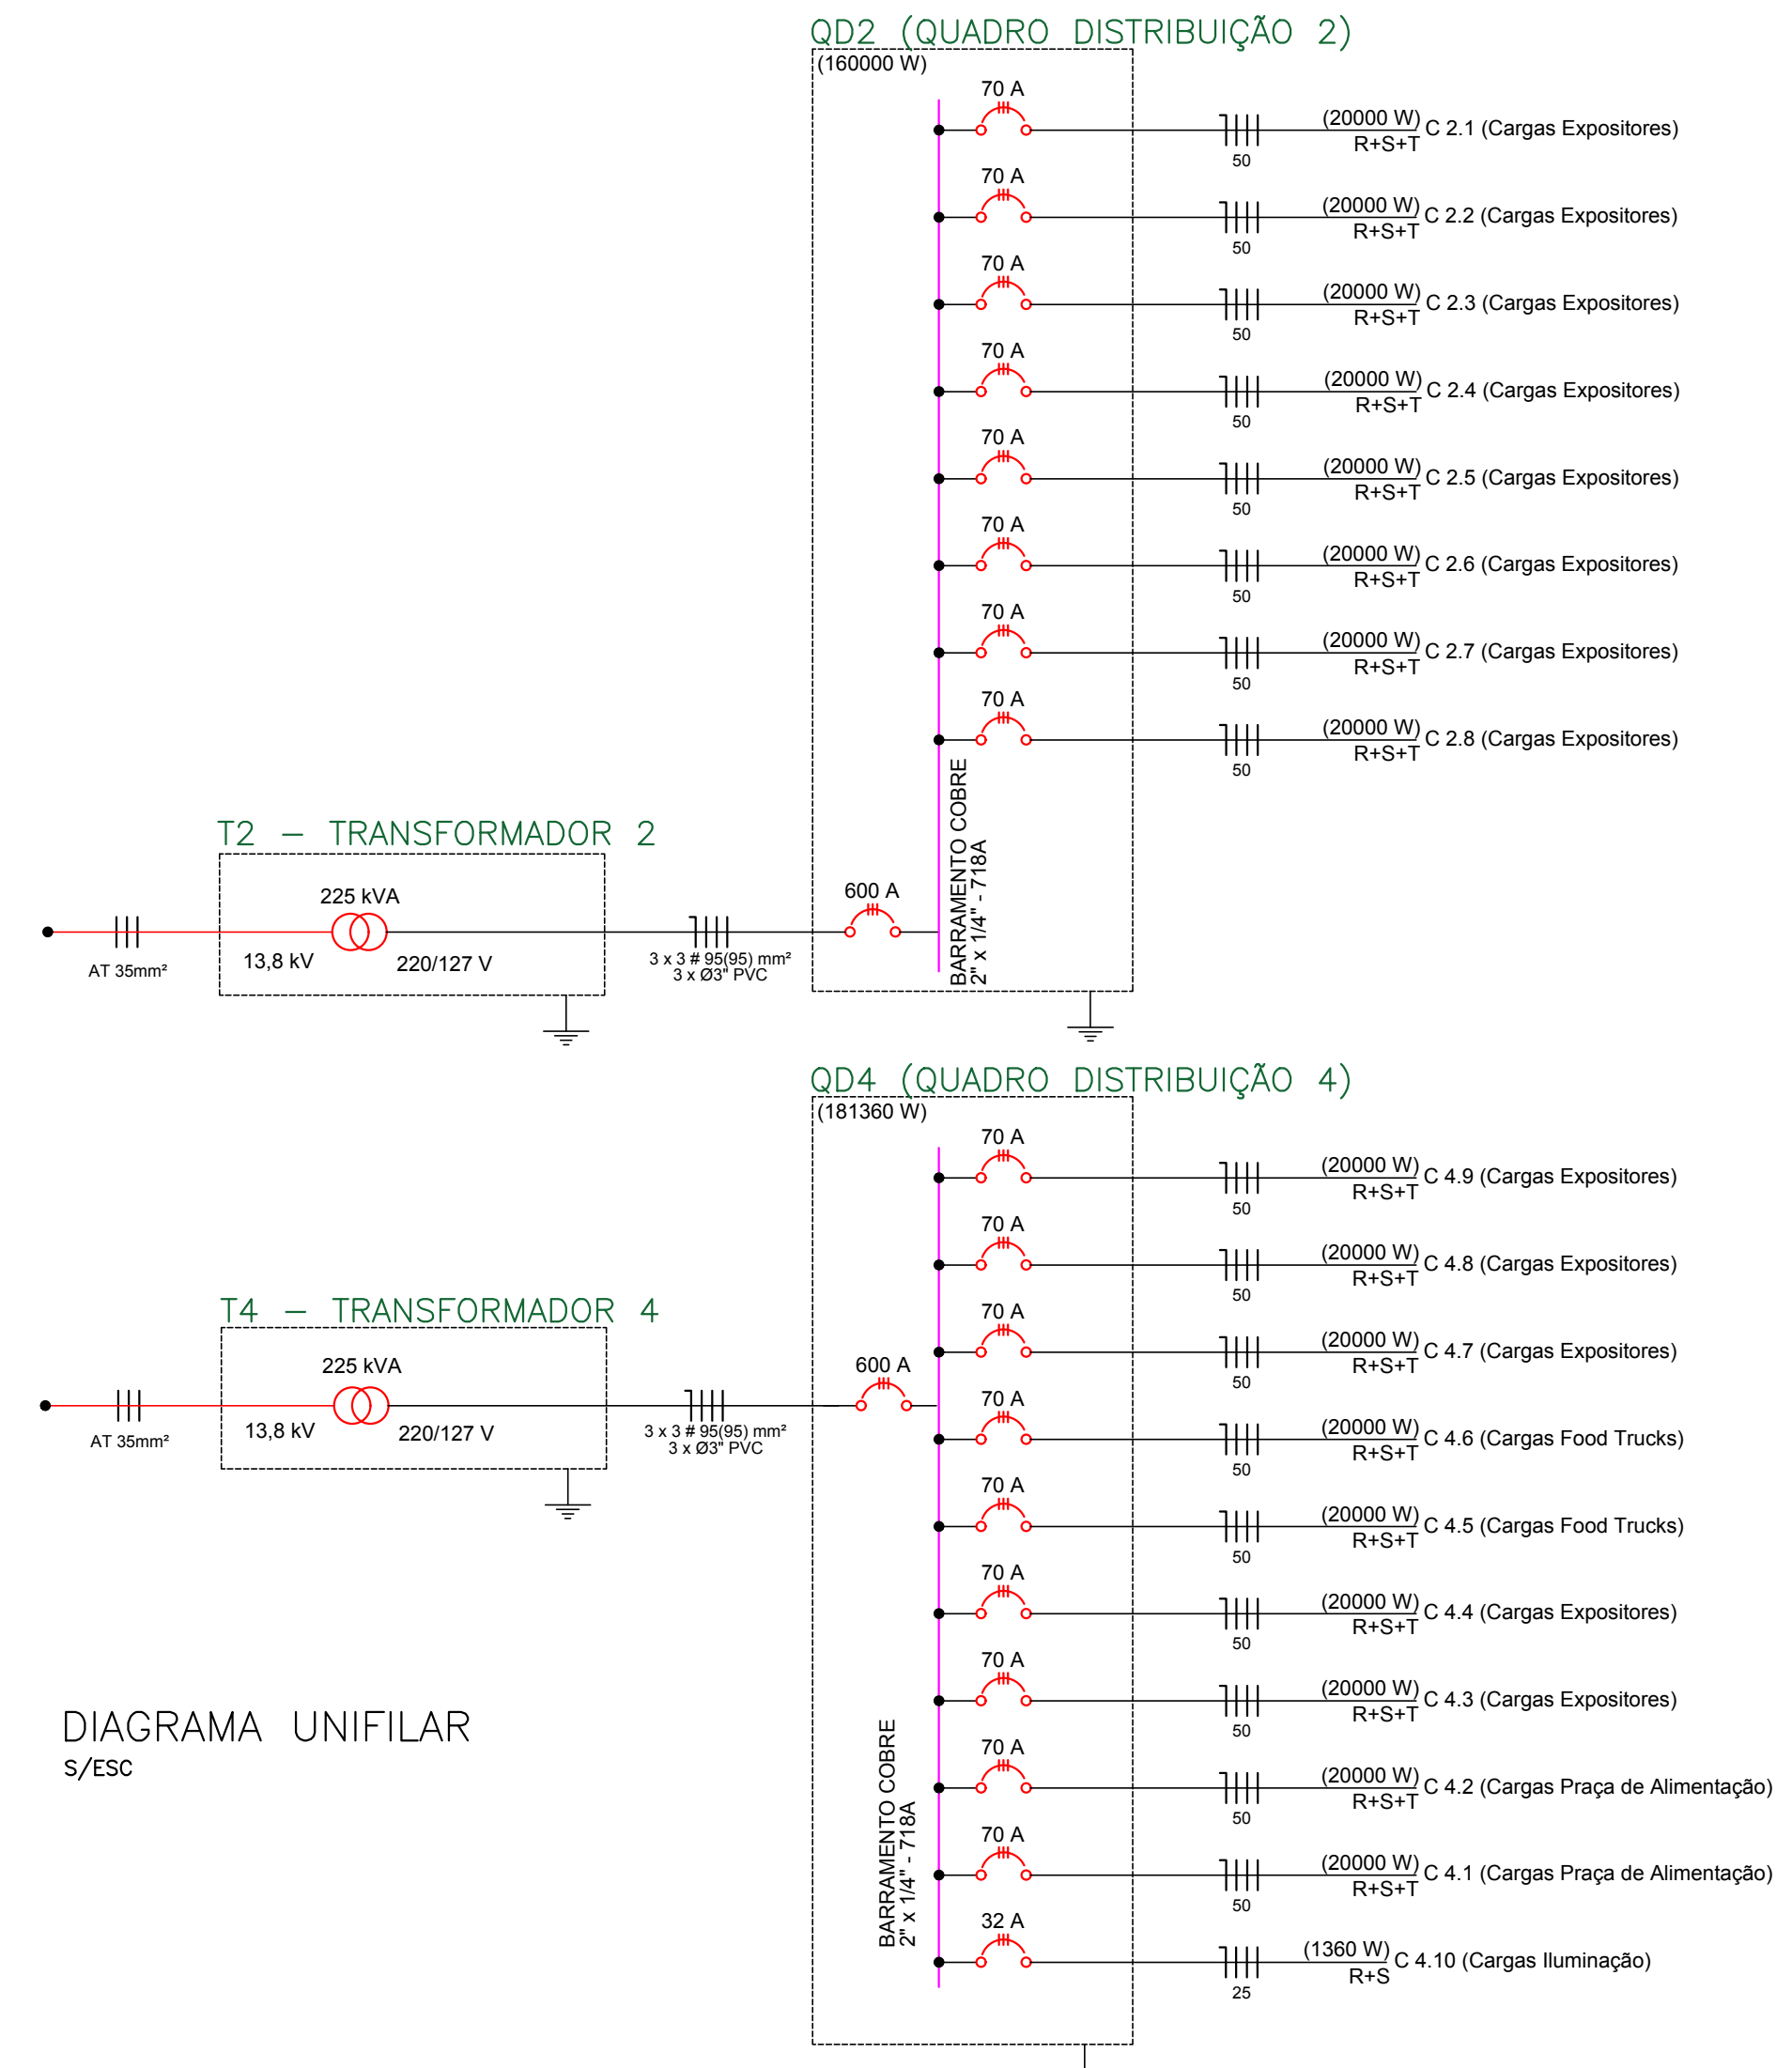 QD2 (QUADRO DISTRIBUIÇÃO 2)
(160000 W)
70 A
(20000 W)
C 2.1 (Cargas Expositores)
R+S+T
50
70 A
(20000 W)
C 2.2 (Cargas Expositores)
R+S+T
50
70 A
(20000 W)
C 2.3 (Cargas Expositores)
R+S+T
50
70 A
(20000 W)
C 2.4 (Cargas Expositores)
R+S+T
50
70 A
(20000 W)
C 2.5 (Cargas Expositores)
R+S+T
50
70 A
(20000 W)
C 2.6 (Cargas Expositores)
R+S+T
50
70 A
(20000 W)
C 2.7 (Cargas Expositores)
R+S+T
50
70 A
(20000 W)
C 2.8 (Cargas Expositores)
R+S+T
50
BARRAMENTO COBRE
2" x 1/4" - 718A
T2 - TRANSFORMADOR 2
225 kVA
600 A
13,8 kV
220/127 V
AT 35mm²
3 x 3 # 95(95) mm²
3 x Ø3" PVC
QD4 (QUADRO DISTRIBUIÇÃO 4)
(181360 W)
70 A
(20000 W)
C 4.9 (Cargas Expositores)
R+S+T
50
70 A
(20000 W)
C 4.8 (Cargas Expositores)
R+S+T
50
T4 - TRANSFORMADOR 4
70 A
(20000 W)
C 4.7 (Cargas Expositores)
R+S+T
50
225 kVA
600 A
13,8 kV
220/127 V
AT 35mm²
3 x 3 # 95(95) mm²
3 x Ø3" PVC
70 A
(20000 W)
C 4.6 (Cargas Food Trucks)
R+S+T
50
70 A
(20000 W)
C 4.5 (Cargas Food Trucks)
R+S+T
50
70 A
(20000 W)
C 4.4 (Cargas Expositores)
R+S+T
50
70 A
(20000 W)
C 4.3 (Cargas Expositores)
R+S+T
50
DIAGRAMA UNIFILAR
S/ESC
BARRAMENTO COBRE
2" x 1/4" - 718A
70 A
(20000 W)
C 4.2 (Cargas Praça de Alimentação)
R+S+T
50
70 A
(20000 W)
C 4.1 (Cargas Praça de Alimentação)
R+S+T
50
32 A
(1360 W)
C 4.10 (Cargas Iluminação)
R+S
25